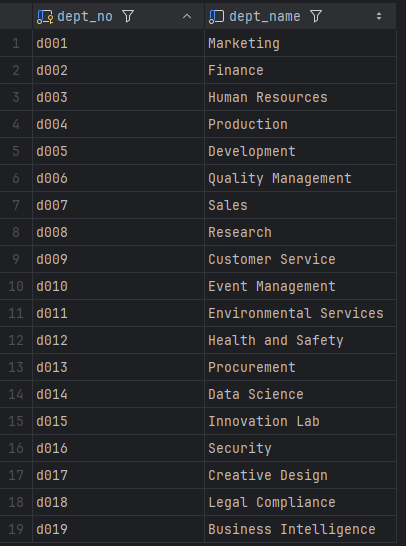 dept_no dept_name
1 d001 Marketing
2 d002 Finance
3 d003 Human Resources
4 d004 Production
5 d005 Development
6 d006 Quality Management
7 d007 Sales
8 d008 Research
9 d009 Customer Service
10 d010 Event Management
11 d011 Environmental Services
12 d012 Health and Safety
13 d013 Procurement
14 d014 Data Science
15 d015 Innovation Lab
16 d016 Security
17 d017 Creative Design
18 d018 Legal Compliance
19 d019 Business Intelligence